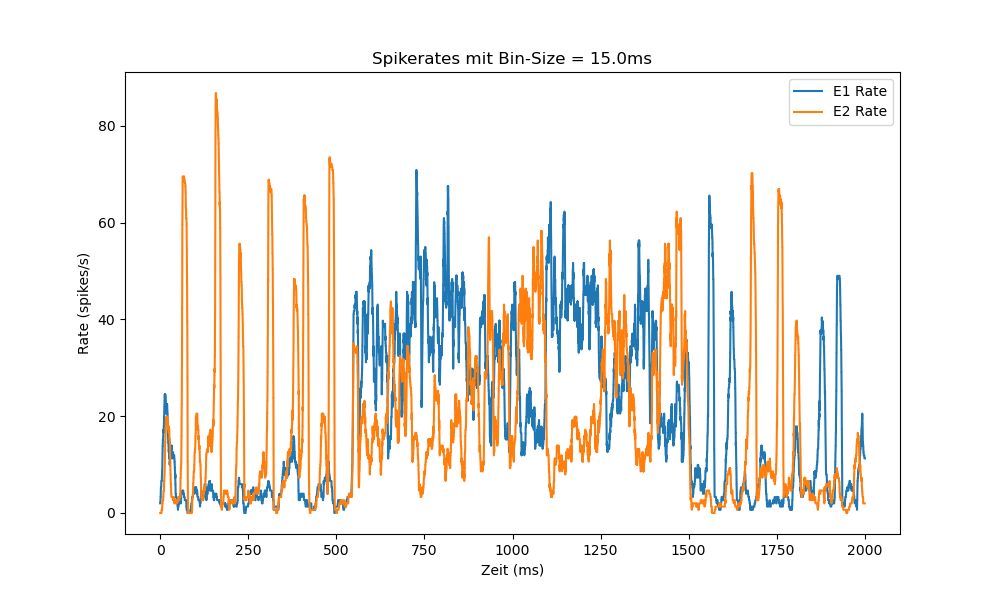 Spikerates mit Bin-Size = 15.0ms
E1 Rate
E2 Rate
80
60
40
20
0
Rate (spikes/s)
0 250 500 750 1000 1250 1500 1750 2000
Zeit (ms)